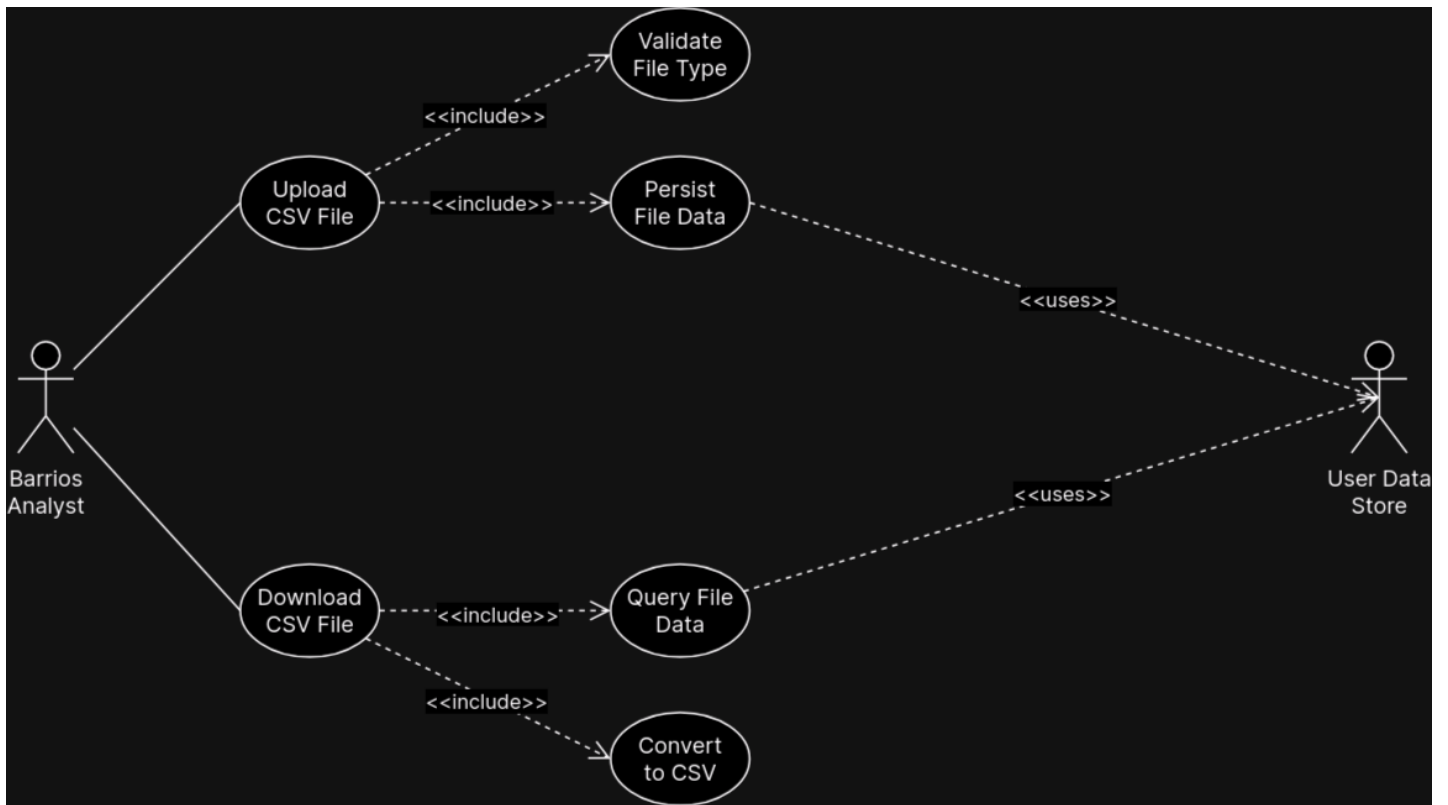 Validate
File Type
<<include>>
Upload
CSV File
<<include>>
Persist
File Data
<<uses>>
Barrios
Analyst
User Data
Store
<<uses>>
Download
CSV File
<<include>>
Query File
Data
<<include>>
Convert
to CSV